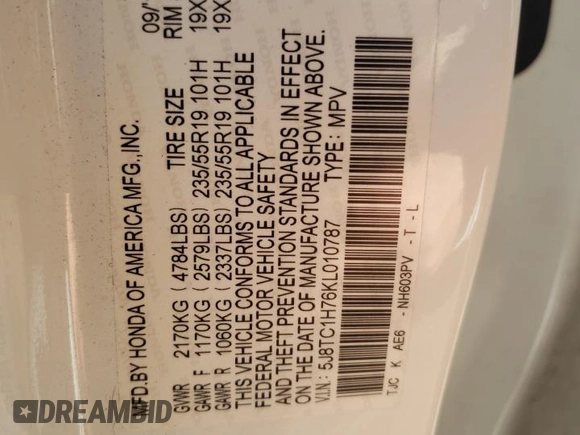 MFD.BY HONDA OF AMERICA MFG.,INC. 09/
GVWR 2170KG (4784LBS) TIRE SIZE RIM
GAWR F 1170KG (2579LBS) 235/55R19 101H 19X
GAWR R 1060KG (2337LBS) 235/55R19 101H 19X
THIS VEHICLE CONFORMS TO ALL APPLICABLE
FEDERAL MOTOR VEHICLE SAFETY
AND THEFT PREVENTION STANDARDS IN EFFECT
ON THE DATE OF MANUFACTURE SHOWN ABOVE.
V.I.N.: 5J8TC1H76KL010787 TYPE: MPV
TJC K AE6 - NH603PV - T - L
DREAMBID